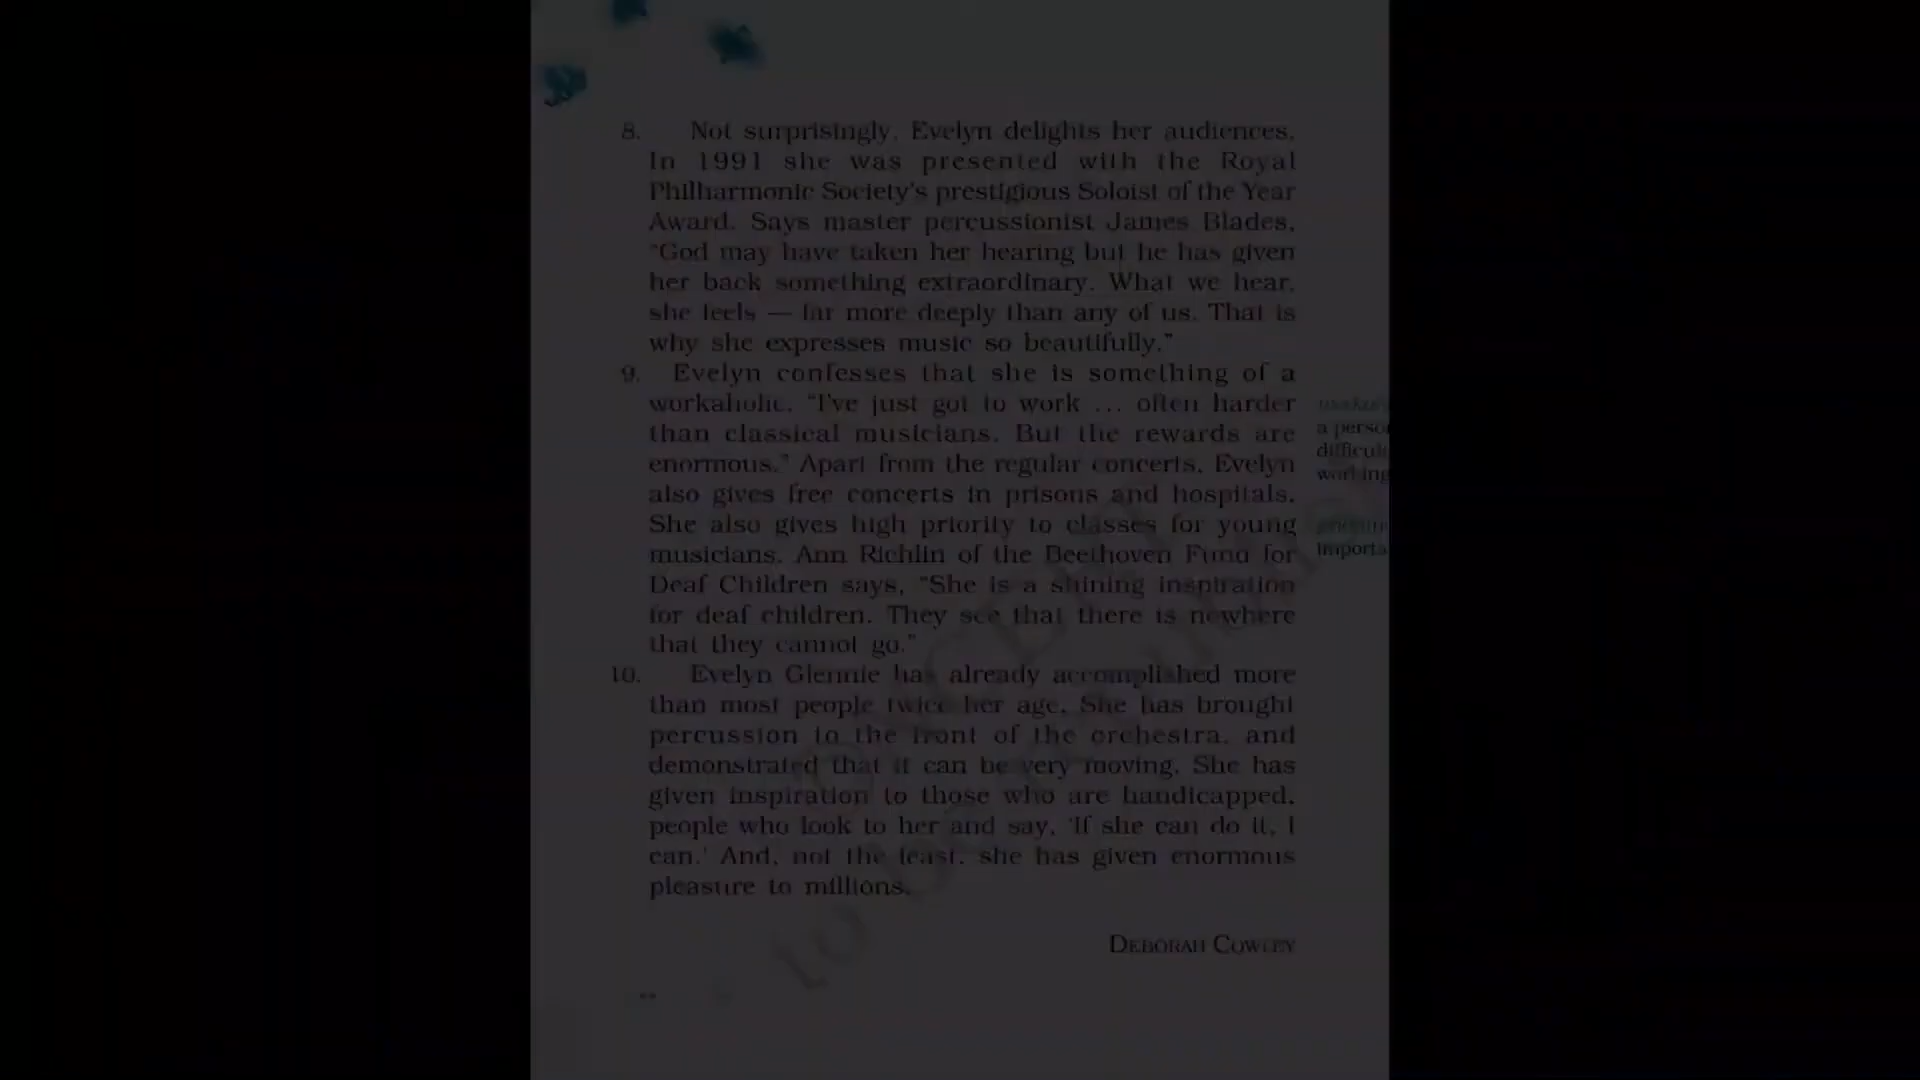 8. Not surprisingly, Evelyn delights her audiences.
In 1991 she was presented with the Royal
Philharmonic Society's prestigious Soloist of the Year
Award. Says master percussionist James Blades,
“God may have taken her hearing but he has given
her back something extraordinary. What we hear,
she feels — far more deeply than any of us. That is
why she expresses music so beautifully.”
9. Evelyn confesses that she is something of a
workaholic. “I've just got to work ... often harder
than classical musicians. But the rewards are
enormous.” Apart from the regular concerts, Evelyn
also gives free concerts in prisons and hospitals.
She also gives high priority to classes for young
musicians. Ann Richlin of the Beethoven Fund for
Deaf Children says, “She is a shining inspiration
for deaf children. They see that there is nowhere
that they cannot go.”
10. Evelyn Glennie has already accomplished more
than most people twice her age. She has brought
percussion to the front of the orchestra, and
demonstrated that it can be very moving. She has
given inspiration to those who are handicapped,
people who look to her and say, ‘If she can do it, I
can.’ And, not the least, she has given enormous
pleasure to millions.
DEBORAH COWLEY
a perso
difficul
working
importa
to be